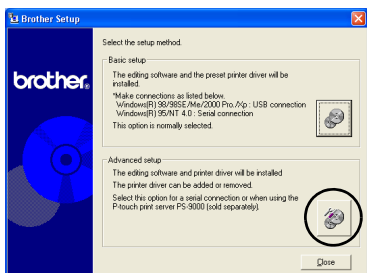 Brother Setup
Select the setup method.
brother®
Basic setup
The editing software and the preset printer driver will be
installed.
*Make connections as listed below.
Windows(R) 98/98SE/Me/2000 Pro./Xp : USB connection
Windows(R) 95/NT 4.0 : Serial connection
This option is normally selected.
Advanced setup
The editing software and printer driver will be installed
The printer driver can be added or removed.
Select this option for a serial connection or when using the
P-touch print server PS-9000 (sold separately).
Close